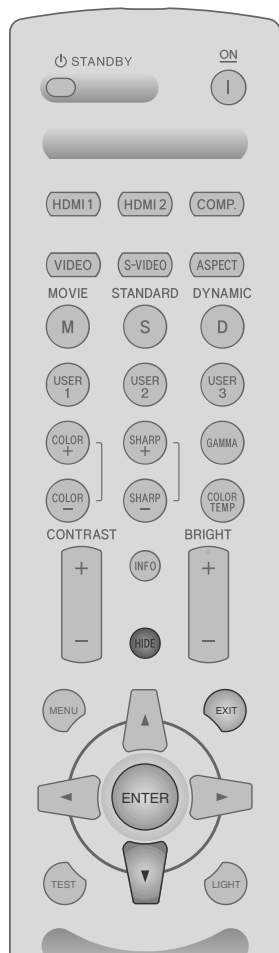 ON
⏻ STANDBY
I
HDMI 1 HDMI 2 COMP.
VIDEO S-VIDEO ASPECT
MOVIE STANDARD DYNAMIC
M S D
USER 1 USER 2 USER 3
COLOR + SHARP + GAMMA
COLOR − SHARP − COLOR TEMP
CONTRAST BRIGHT
+ INFO +
− HIDE −
MENU ▲ EXIT
◄ ENTER ►
TEST ▼ LIGHT